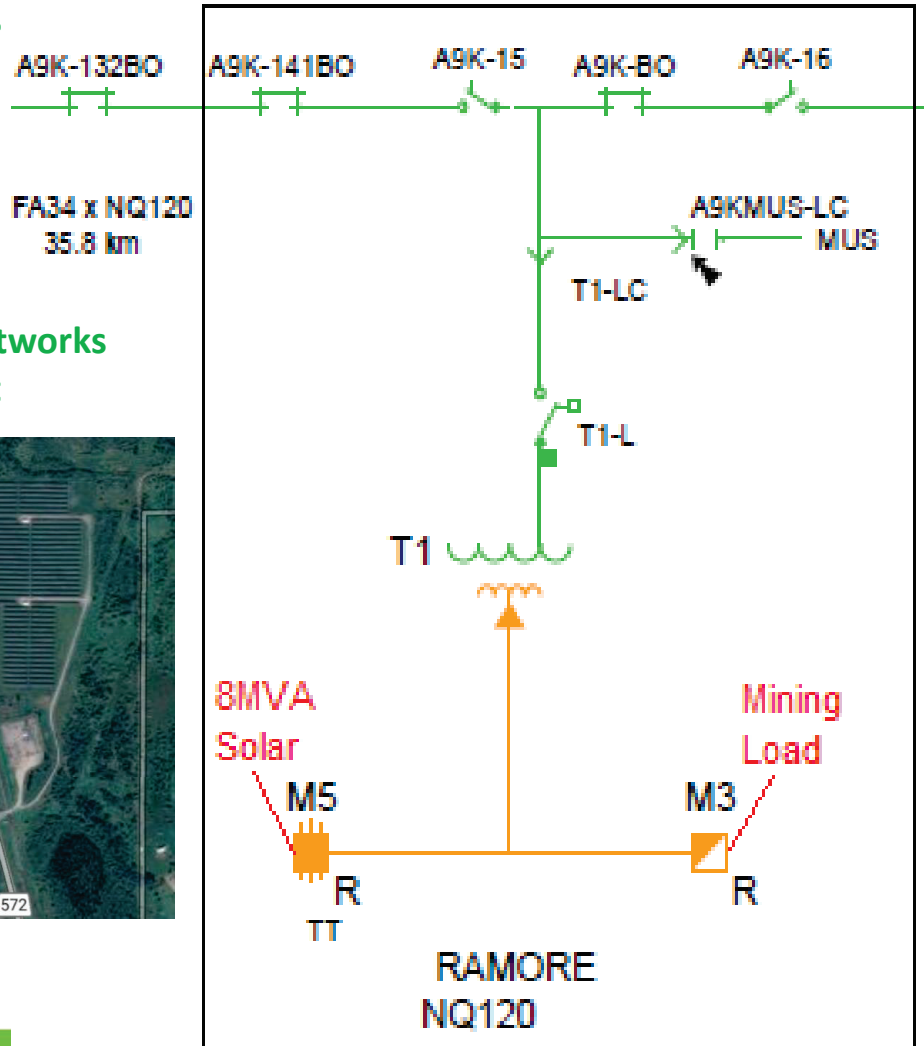 A9K-132BO
A9K-141BO
A9K-15
A9K-BO
A9K-16
FA34 x NQ120
35.8 km
A9KMUS-LC
MUS
T1-LC
tworks
T1-L
T1
8MVA
Solar
Mining
Load
M5
M3
R
R
TT
572
RAMORE
NQ120